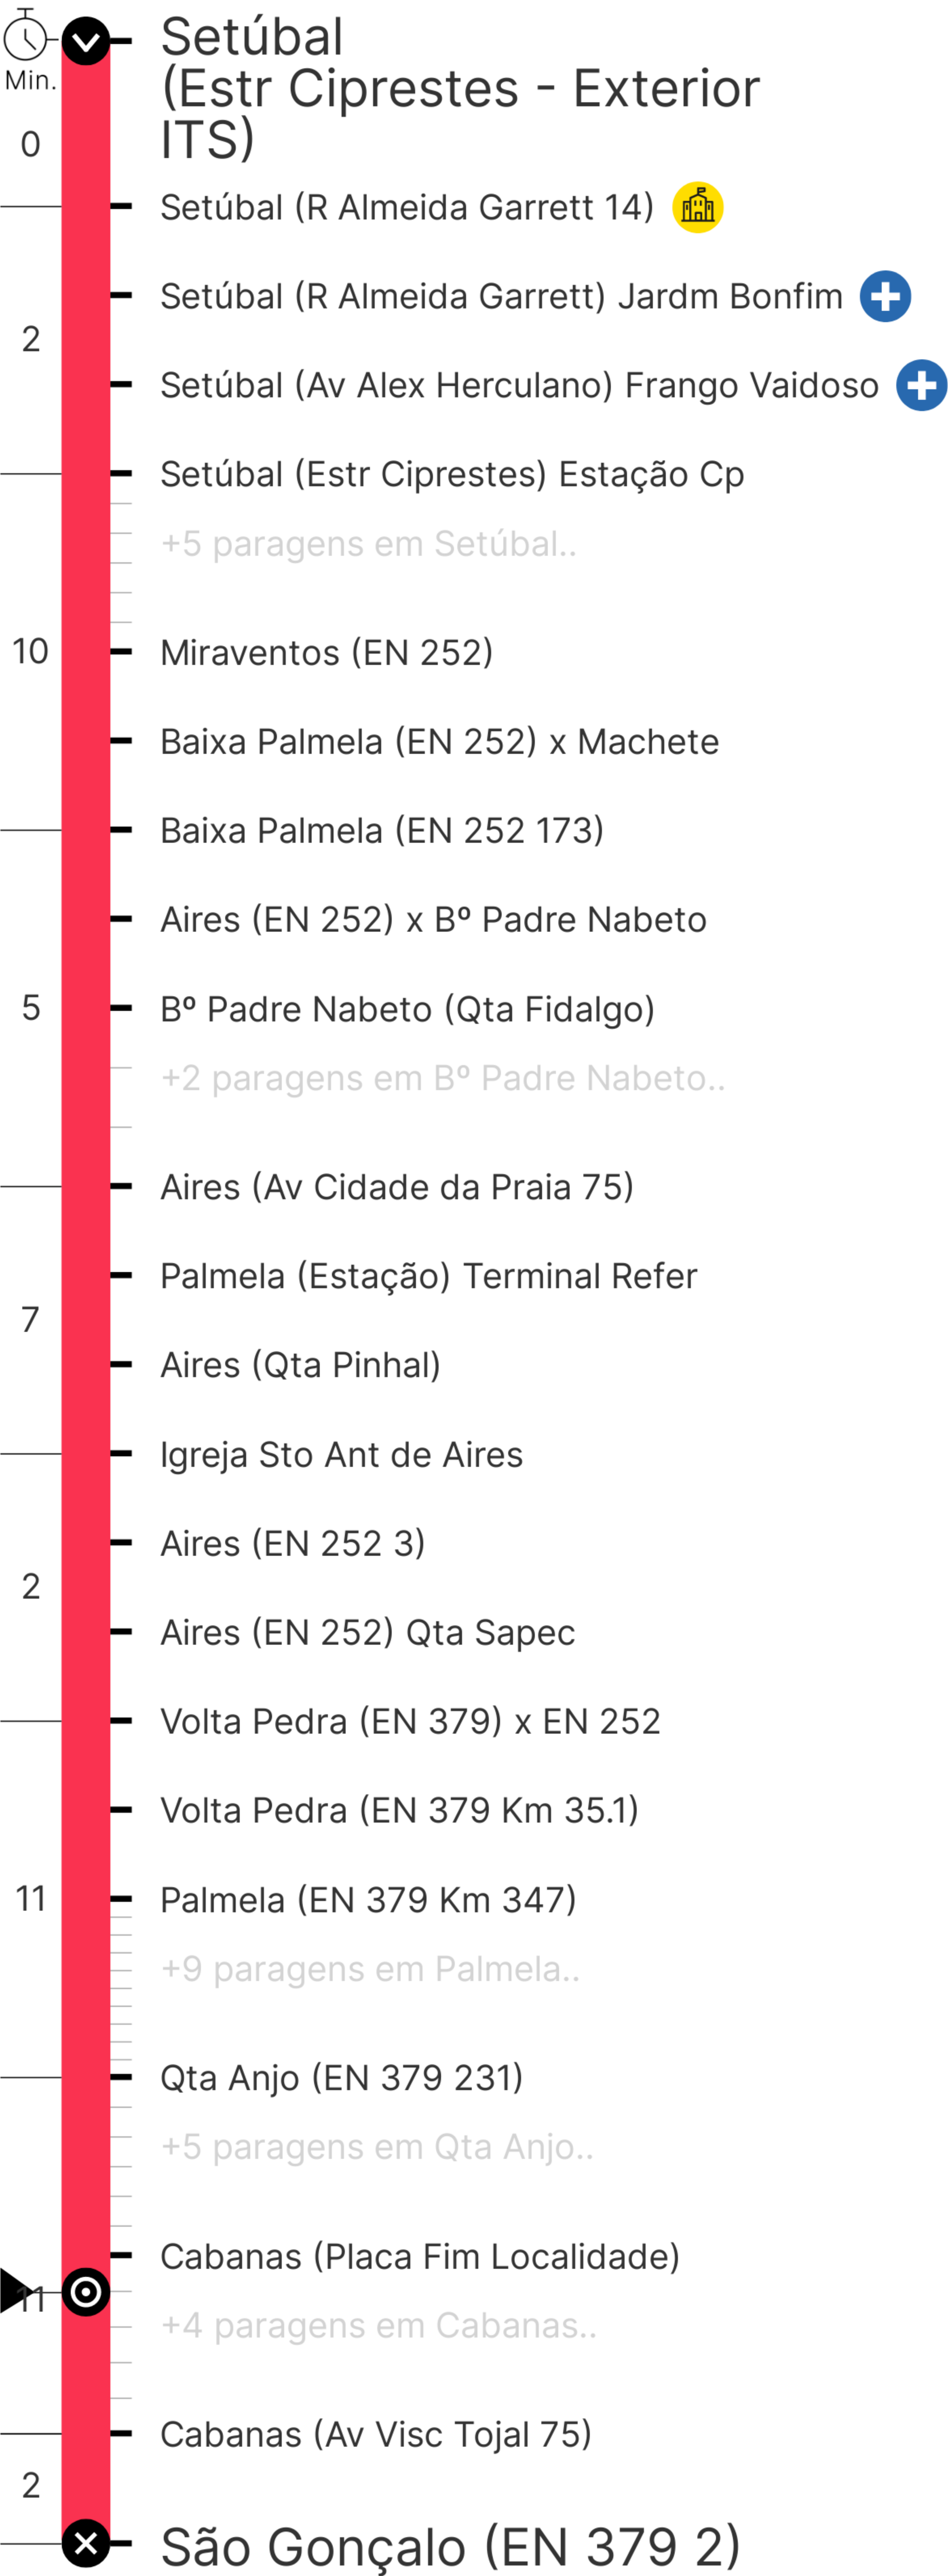 Setúbal
(Estr Ciprestes - Exterior
ITS)
Min.
0
Setúbal (R Almeida Garrett 14)
Setúbal (R Almeida Garrett) Jardm Bonfim
2
Setúbal (Av Alex Herculano) Frango Vaidoso
Setúbal (Estr Ciprestes) Estação Cp
+5 paragens em Setúbal..
10
Miraventos (EN 252)
Baixa Palmela (EN 252) x Machete
Baixa Palmela (EN 252 173)
Aires (EN 252) x Bº Padre Nabeto
5
Bº Padre Nabeto (Qta Fidalgo)
+2 paragens em Bº Padre Nabeto..
Aires (Av Cidade da Praia 75)
Palmela (Estação) Terminal Refer
7
Aires (Qta Pinhal)
Igreja Sto Ant de Aires
Aires (EN 252 3)
2
Aires (EN 252) Qta Sapec
Volta Pedra (EN 379) x EN 252
Volta Pedra (EN 379 Km 35.1)
11
Palmela (EN 379 Km 347)
+9 paragens em Palmela..
Qta Anjo (EN 379 231)
+5 paragens em Qta Anjo..
Cabanas (Placa Fim Localidade)
11
+4 paragens em Cabanas..
Cabanas (Av Visc Tojal 75)
2
São Gonçalo (EN 379 2)